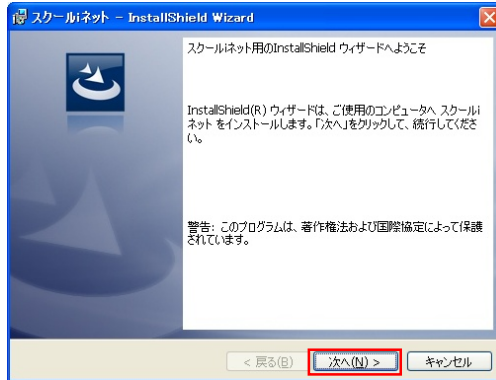 スクールiネット - InstallShield Wizard
スクールiネット用のInstallShield ウィザードへようこそ
InstallShield(R) ウィザードは、ご使用のコンピュータへ スクールi
ネット をインストールします。「次へ」をクリックして、続行してくださ
い。
警告: このプログラムは、著作権法および国際協定によって保護
されています。
< 戻る(B)
次へ(N) >
キャンセル